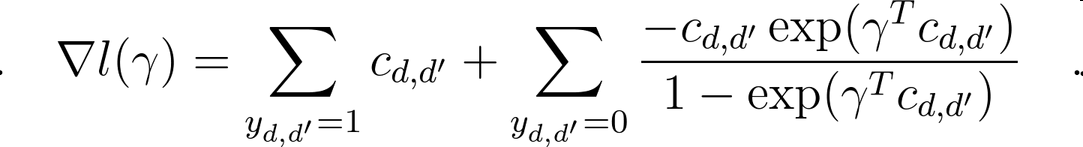 . ∇l(γ) = ∑_{y_{d,d′}=1} c_{d,d′} + ∑_{y_{d,d′}=0} \frac{−c_{d,d′} exp(γ^T c_{d,d′})}{1 − exp(γ^T c_{d,d′})} .